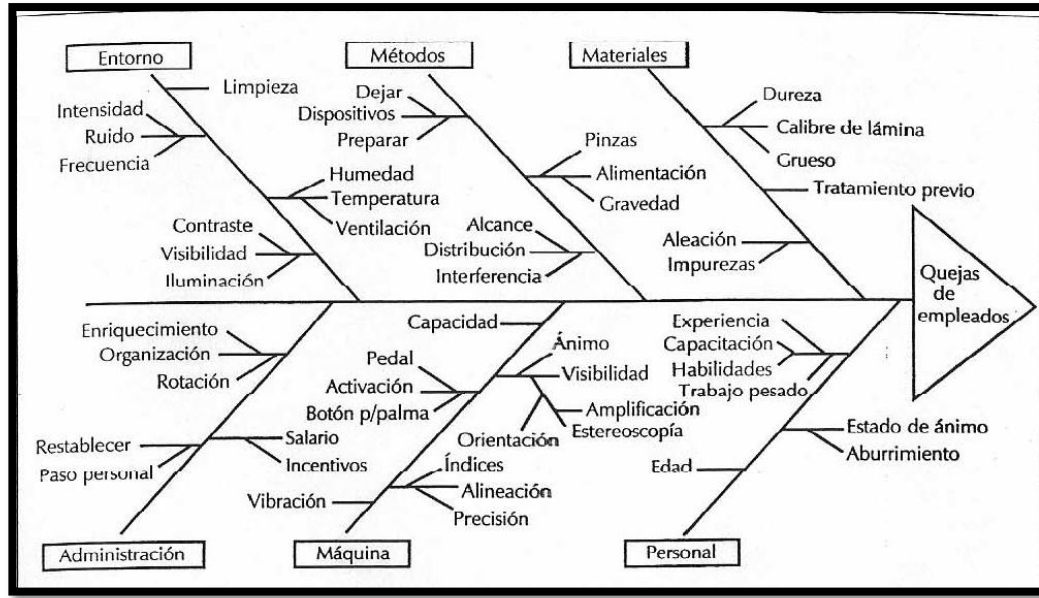 Entorno
Métodos
Materiales
Limpieza
Intensidad
Ruido
Frecuencia
Humedad
Temperatura
Ventilación
Contraste
Visibilidad
Iluminación
Dejar
Dispositivos
Preparar
Pinzas
Alimentación
Gravedad
Alcance
Distribución
Interferencia
Dureza
Calibre de lámina
Grueso
Tratamiento previo
Aleación
Impurezas
Quejas
de
empleados
Enriquecimiento
Organización
Rotación
Restablecer
Paso personal
Salario
Incentivos
Capacidad
Pedal
Activación
Botón p/palma
Ánimo
Visibilidad
Amplificación
Estereoscopía
Orientación
Índices
Alineación
Precisión
Vibración
Experiencia
Capacitación
Habilidades
Trabajo pesado
Estado de ánimo
Aburrimiento
Edad
Administración
Máquina
Personal